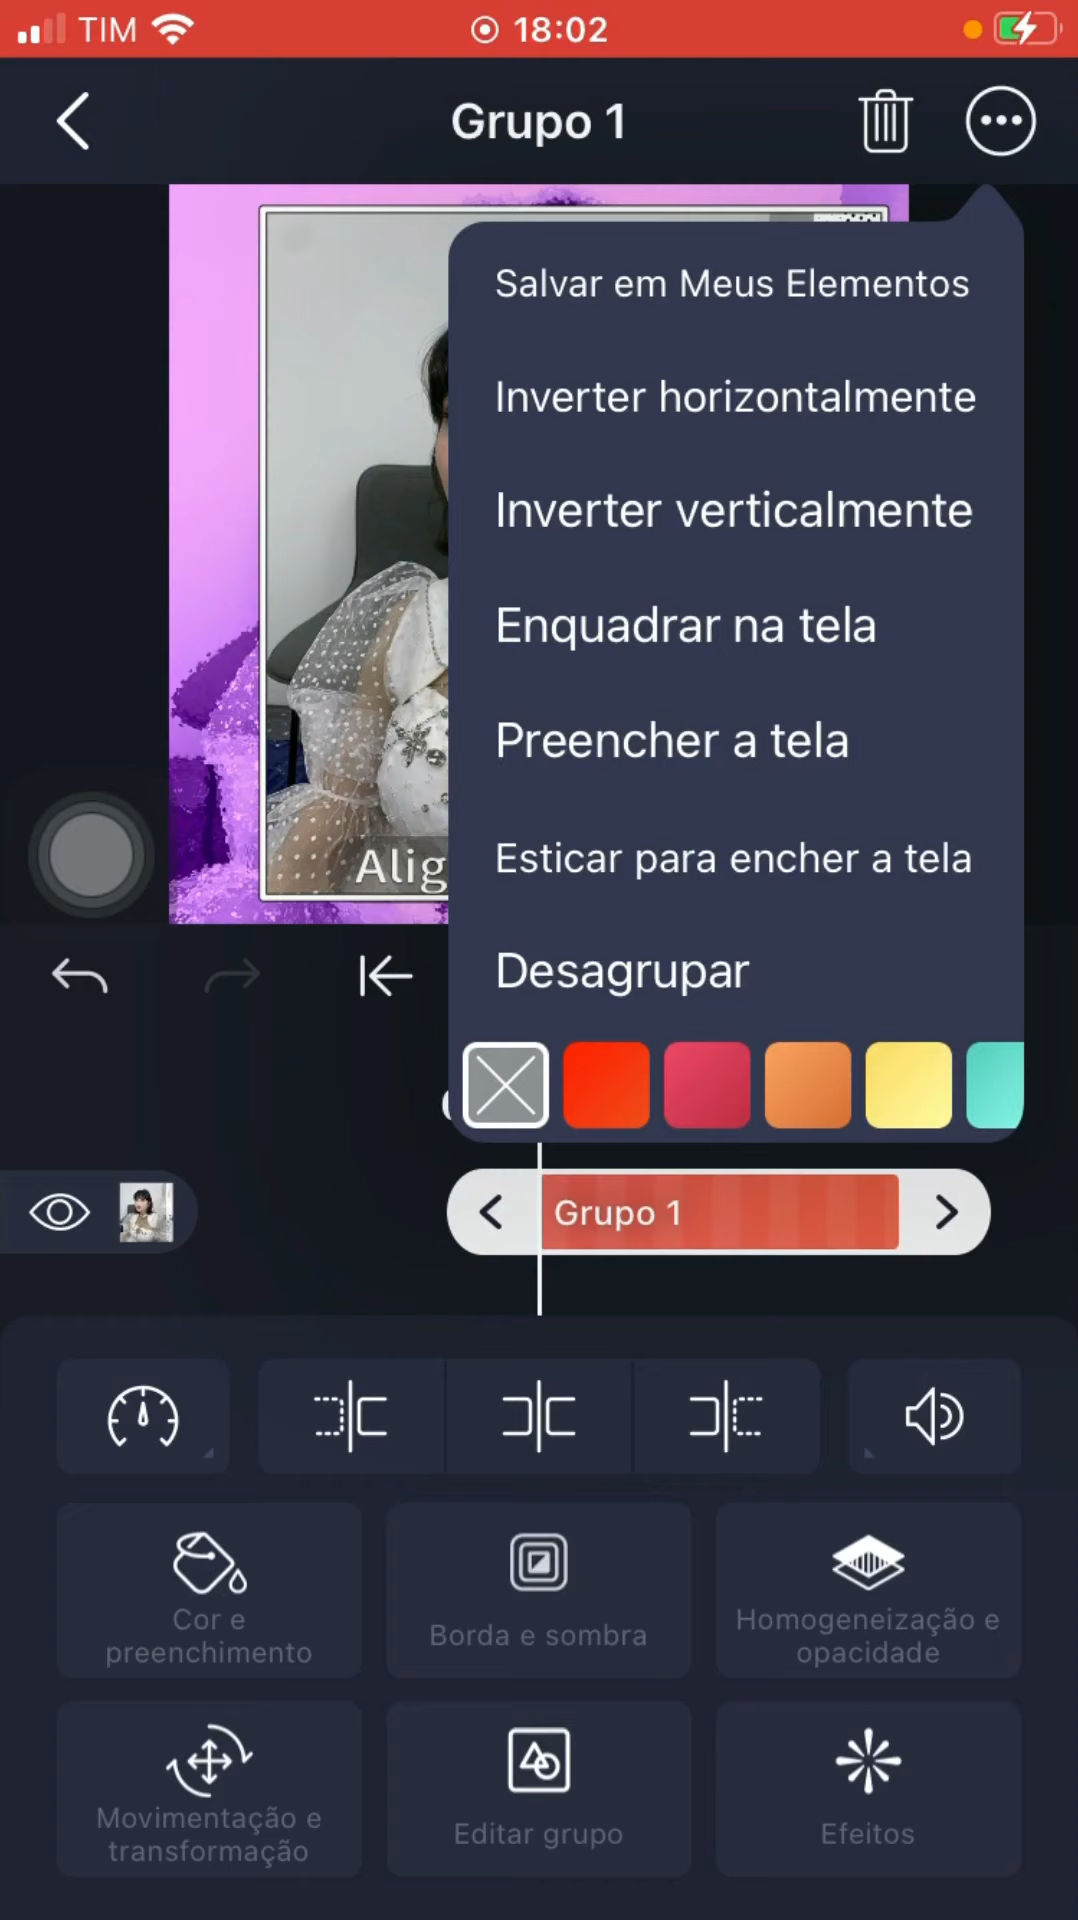 TIM 18:02
Grupo 1
Salvar em Meus Elementos
Inverter horizontalmente
Inverter verticalmente
Enquadrar na tela
Preencher a tela
Esticar para encher a tela
Desagrupar
Alig
Grupo 1
Cor e
preenchimento
Borda e sombra
Homogeneização e
opacidade
Movimentação e
transformação
Editar grupo
Efeitos